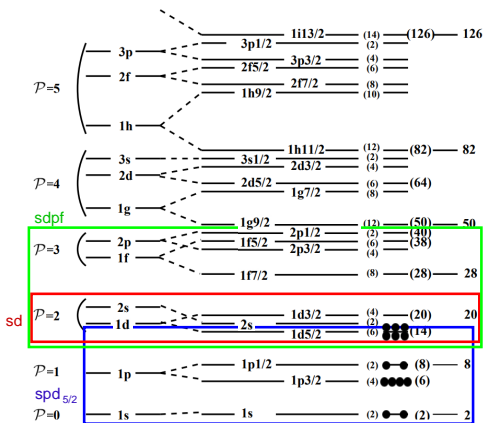 1i13/2 (14) (126) 126
3p 3p1/2 (2)
3p3/2 (4)
2f 2f5/2 (6)
P=5 2f7/2 (8)
1h9/2 (10)
1h
1h11/2 (12) (82) 82
3s 3s1/2 (2)
2d 2d3/2 (4)
P=4 2d5/2 (6) (64)
1g7/2 (8)
1g
sdpf 1g9/2 (12) (50) 50
2p 2p1/2 (2) (40)
P=3 1f5/2 (6) (38)
1f 2p3/2 (4)
1f7/2 (8) (28) 28
2s 1d3/2 (4) (20) 20
sd P=2 1d 2s (2)
1d5/2 (6) (14)
P=1 1p 1p1/2 (2) (8) 8
1p3/2 (4) (6)
spd 5/2
P=0 1s 1s (2) (2) 2